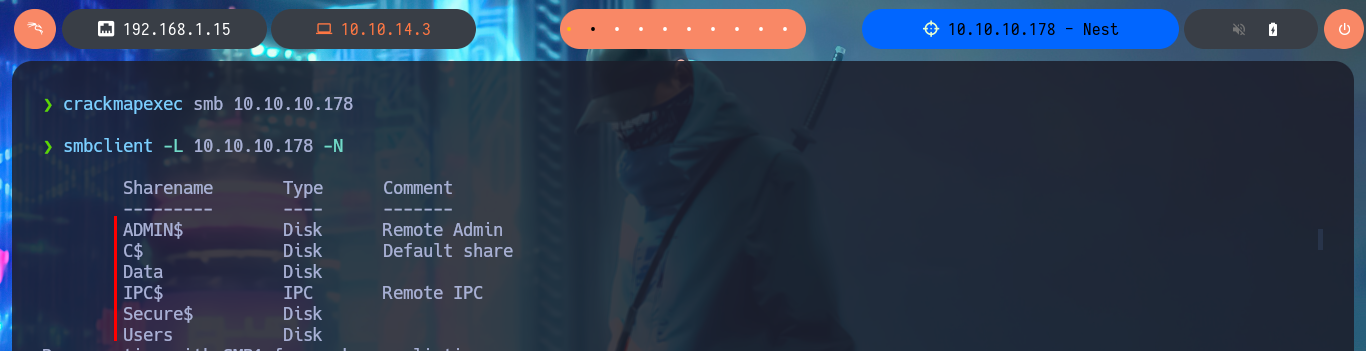 192.168.1.15 10.10.14.3 10.10.10.178 - Nest
❯ crackmapexec smb 10.10.10.178
❯ smbclient -L 10.10.10.178 -N
Sharename Type Comment
--------- ---- -------
ADMIN$ Disk Remote Admin
C$ Disk Default share
Data Disk
IPC$ IPC Remote IPC
Secure$ Disk
Users Disk